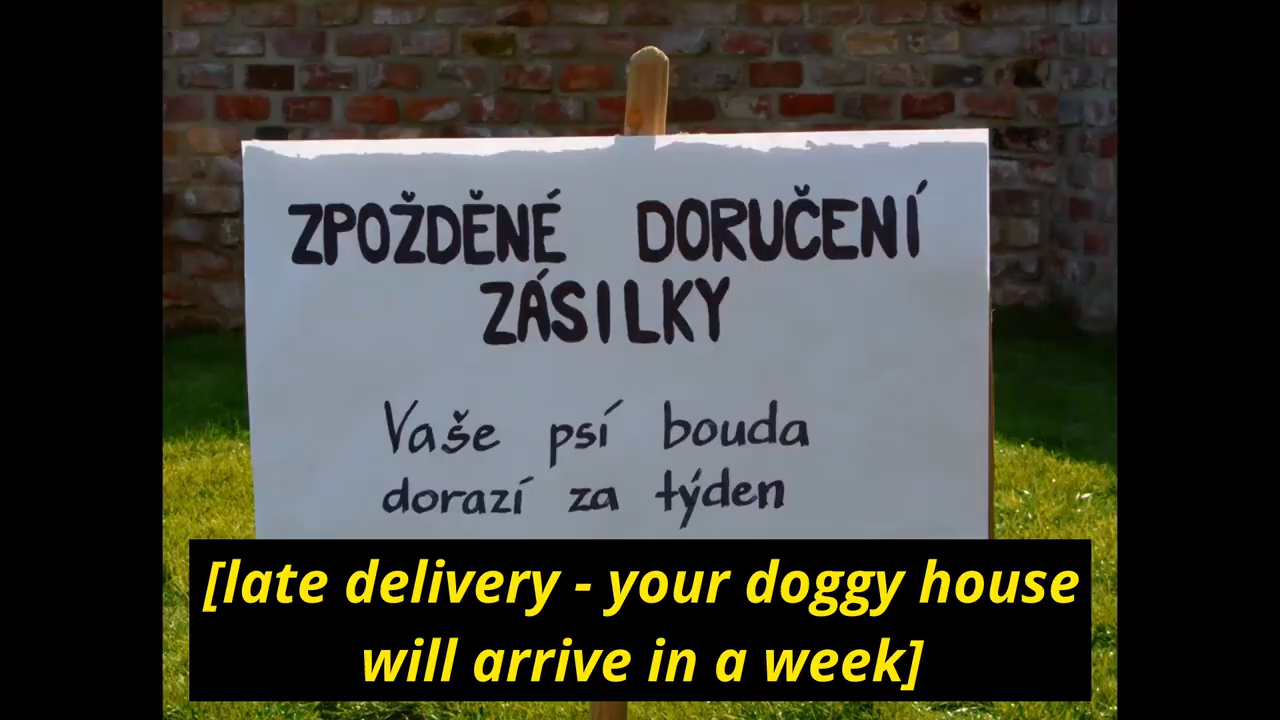 ZPOŽDĚNÉ DORUČENÍ
ZÁSILKY
Vaše psí bouda
dorazí za týden
[late delivery - your doggy house
will arrive in a week]